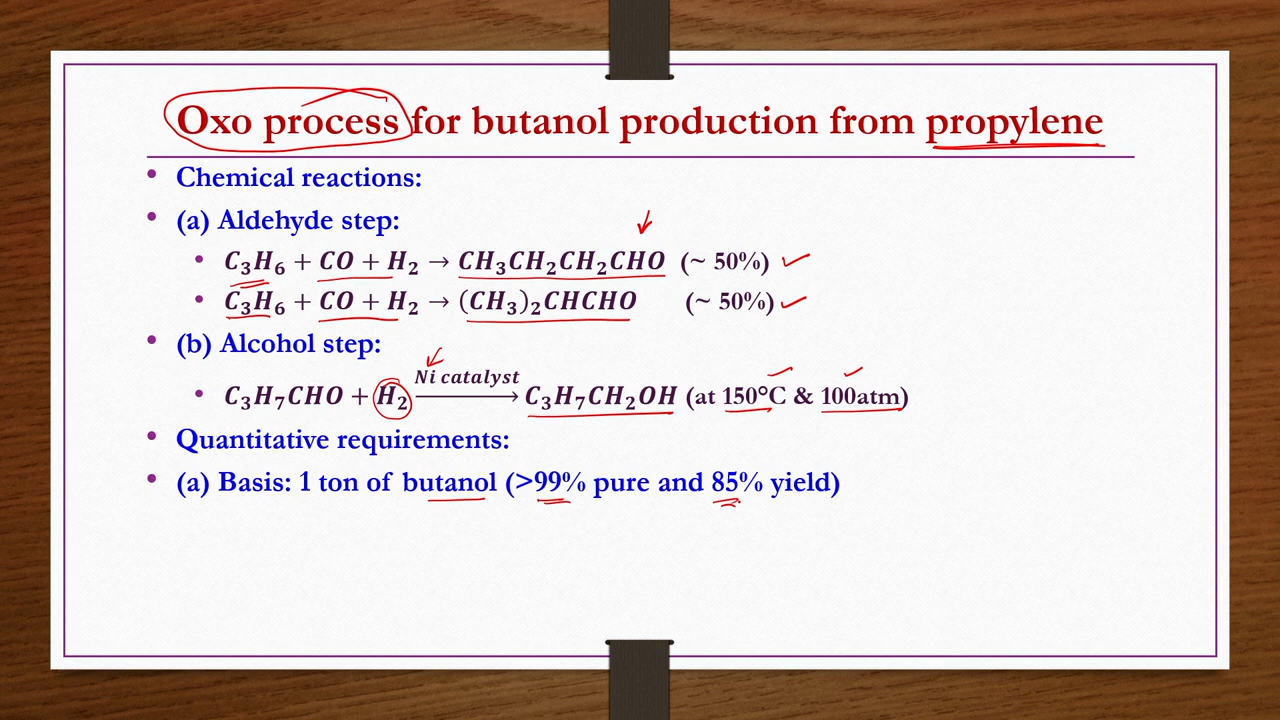 Oxo process for butanol production from propylene
• Chemical reactions:
• (a) Aldehyde step:
• C₃H₆ + CO + H₂ → CH₃CH₂CH₂CHO (~ 50%)
• C₃H₆ + CO + H₂ → (CH₃)₂CHCHO (~ 50%)
• (b) Alcohol step:
Ni catalyst
• C₃H₇CHO + H₂ → C₃H₇CH₂OH (at 150°C & 100atm)
• Quantitative requirements:
• (a) Basis: 1 ton of butanol (>99% pure and 85% yield)